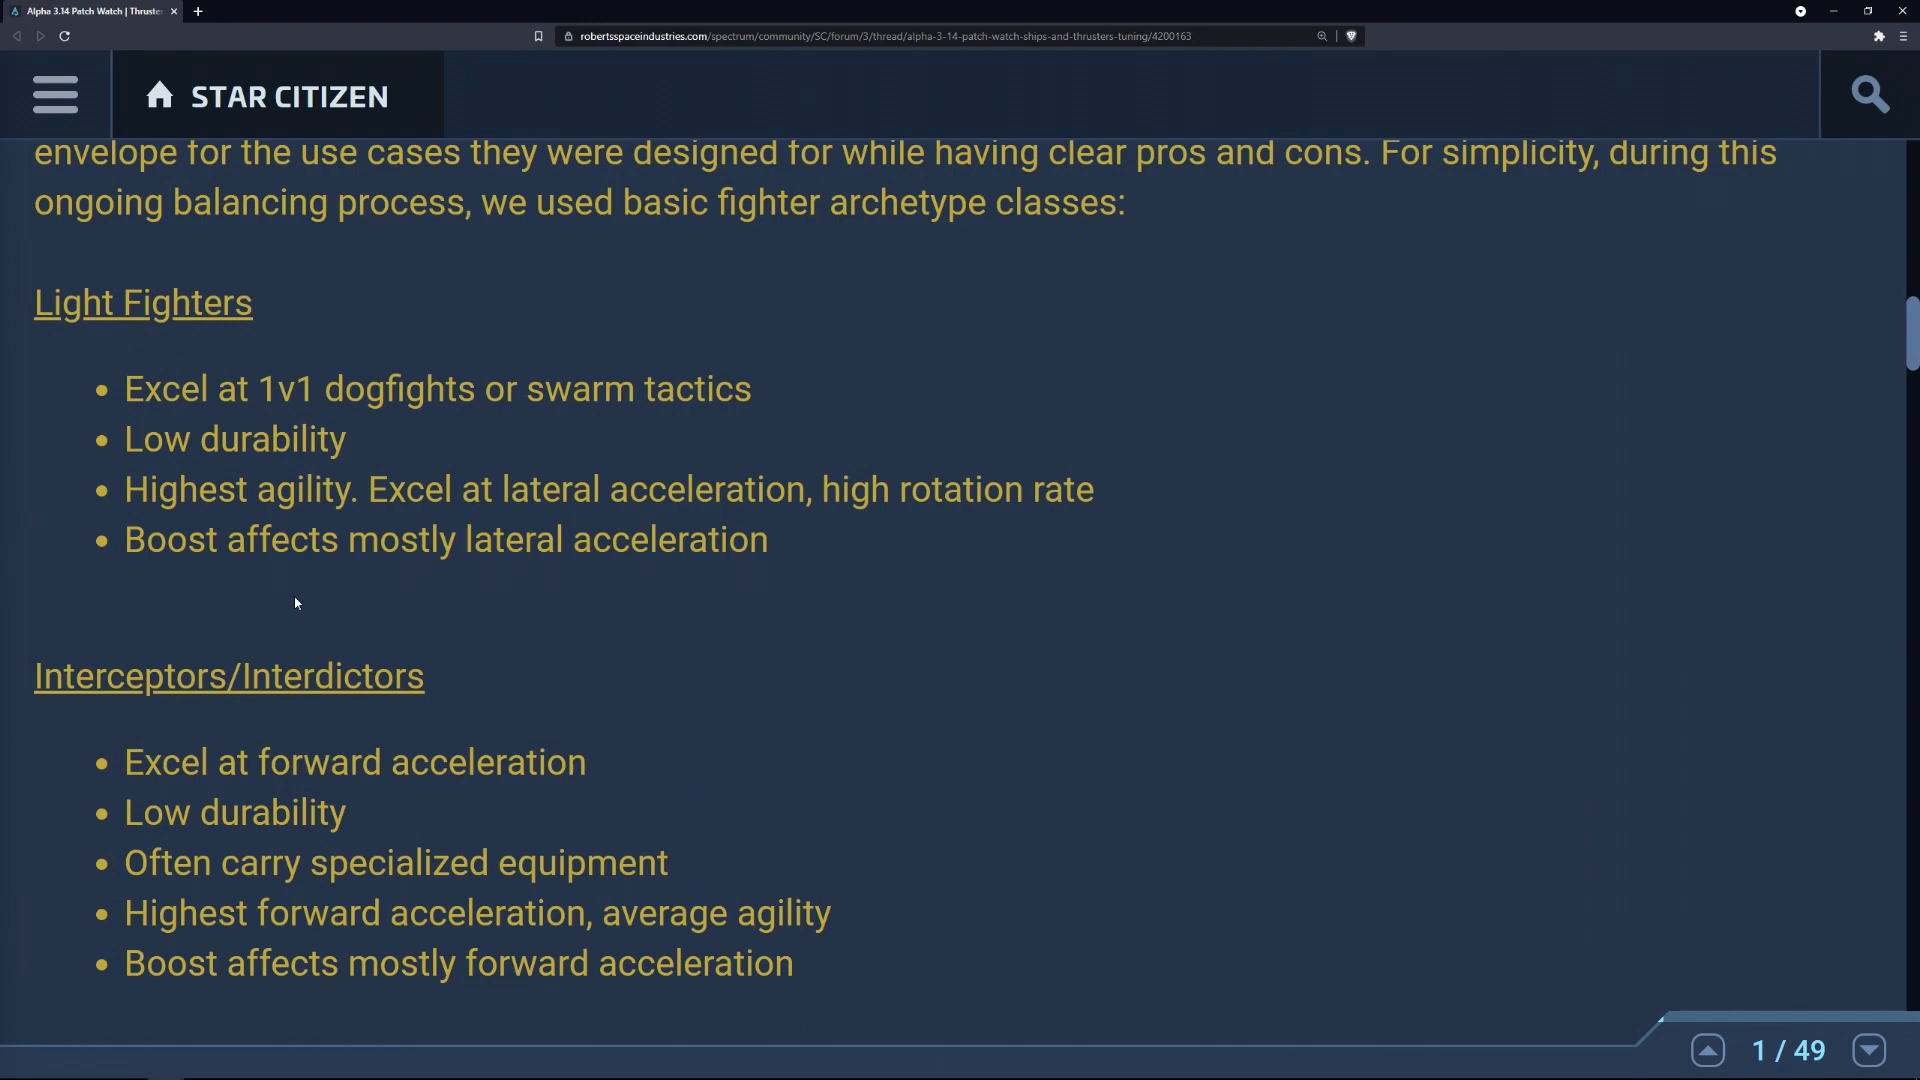 Alpha 3.14 Patch Watch | Thruste
robertsspaceindustries.com/spectrum/community/SC/forum/3/thread/alpha-3-14-patch-watch-ships-and-thrusters-tuning/4200163
STAR CITIZEN
envelope for the use cases they were designed for while having clear pros and cons. For simplicity, during this
ongoing balancing process, we used basic fighter archetype classes:
Light Fighters
• Excel at 1v1 dogfights or swarm tactics
• Low durability
• Highest agility. Excel at lateral acceleration, high rotation rate
• Boost affects mostly lateral acceleration
Interceptors/Interdictors
• Excel at forward acceleration
• Low durability
• Often carry specialized equipment
• Highest forward acceleration, average agility
• Boost affects mostly forward acceleration
1 / 49